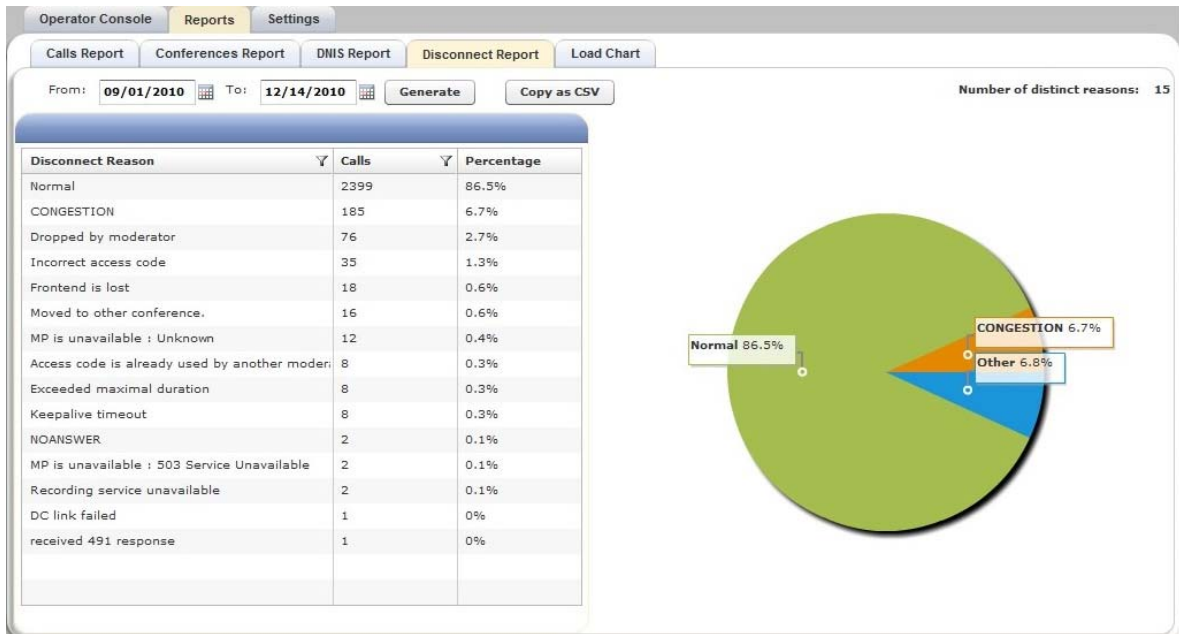 Operator Console Reports Settings
Calls Report Conferences Report DNIS Report Disconnect Report Load Chart
From: 09/01/2010 To: 12/14/2010 Generate Copy as CSV Number of distinct reasons: 15
Disconnect Reason Calls Percentage
Normal 2399 86.5%
CONGESTION 185 6.7%
Dropped by moderator 76 2.7%
Incorrect access code 35 1.3%
Frontend is lost 18 0.6%
Moved to other conference. 16 0.6%
MP is unavailable : Unknown 12 0.4%
Access code is already used by another moder 8 0.3%
Exceeded maximal duration 8 0.3%
Keepalive timeout 8 0.3%
NOANSWER 2 0.1%
MP is unavailable : 503 Service Unavailable 2 0.1%
Recording service unavailable 2 0.1%
DC link failed 1 0%
received 491 response 1 0%
Normal 86.5%
CONGESTION 6.7%
Other 6.8%